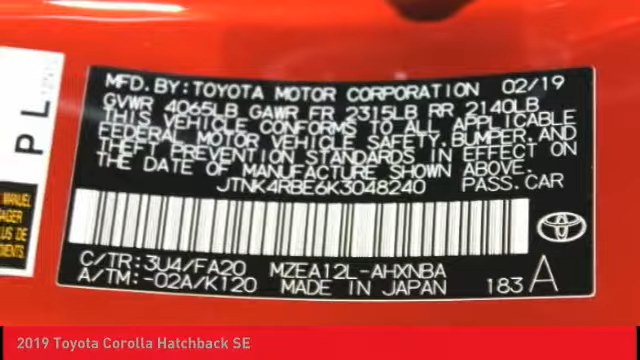 MFD. BY: TOYOTA MOTOR CORPORATION 02/19
GVWR 4065LB GAWR FR 2315LB RR 2140LB
THIS VEHICLE CONFORMS TO ALL APPLICABLE
FEDERAL MOTOR VEHICLE SAFETY, BUMPER, AND
THEFT PREVENTION STANDARDS IN EFFECT ON
THE DATE OF MANUFACTURE SHOWN ABOVE.
JTNK4RBE6K3048240 PASS. CAR
C/TR: 3U4/FA20 MZEA12L-AHXNBA
A/TM: -02A/K120 MADE IN JAPAN 183 A
PL
MANUEL
US DE
2019 Toyota Corolla Hatchback SE